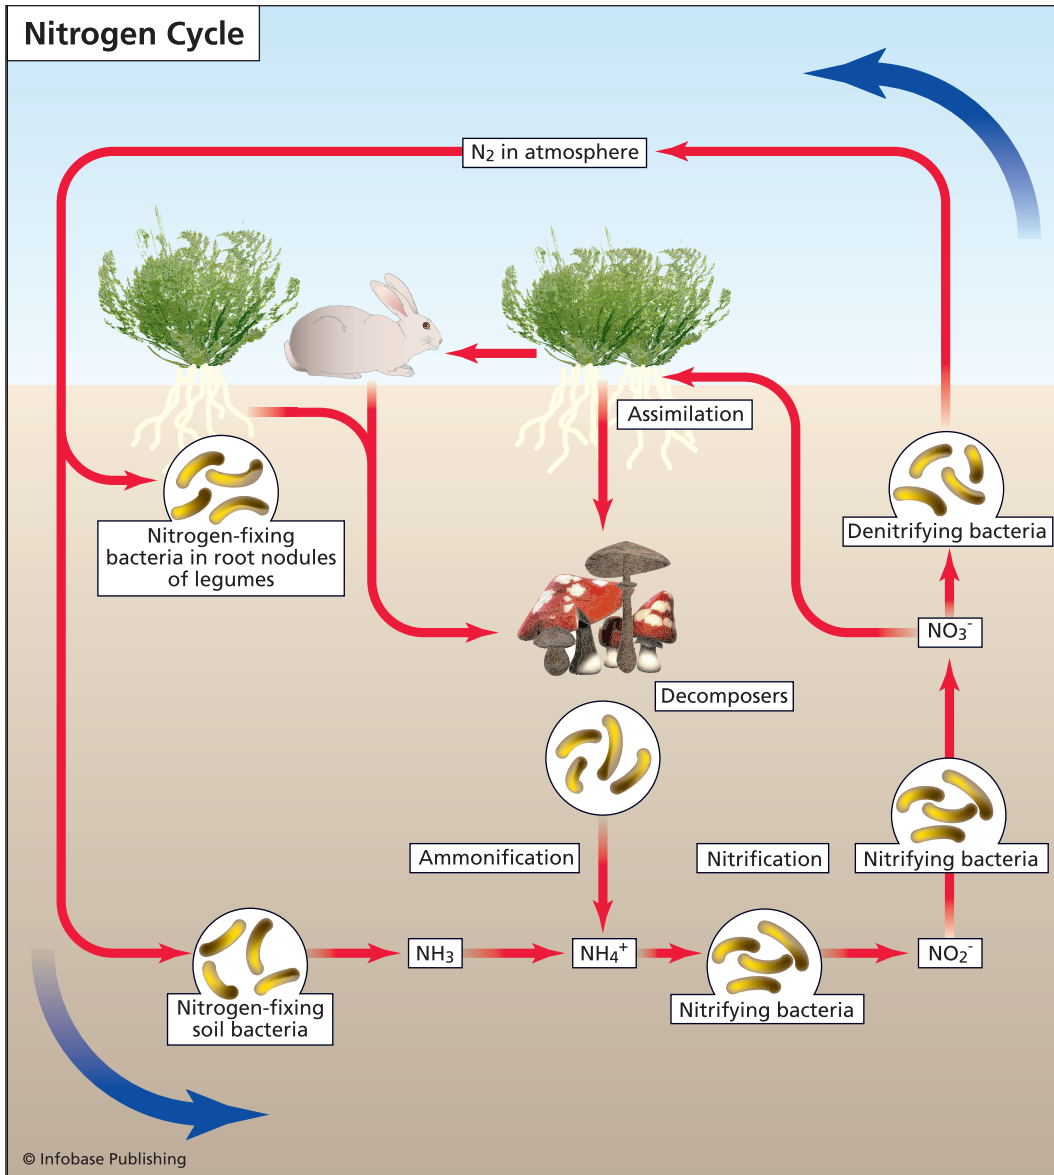 Nitrogen Cycle
N₂ in atmosphere
Assimilation
Nitrogen-fixing
bacteria in root nodules
of legumes
Denitrifying bacteria
NO₃⁻
Decomposers
Ammonification
Nitrification
Nitrifying bacteria
NH₃
NH₄⁺
NO₂⁻
Nitrogen-fixing
soil bacteria
Nitrifying bacteria
© Infobase Publishing